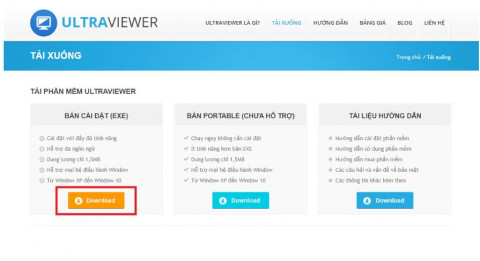 ULTRAVIEWER
ULTRAVIEWER LÀ GÌ? TẢI XUỐNG HƯỚNG DẪN BẢNG GIÁ BLOG LIÊN HỆ
TẢI XUỐNG
Trang chủ / Tải xuống
TẢI PHẦN MỀM ULTRAVIEWER
BẢN CÀI ĐẶT (EXE)
Cài đặt với đầy đủ tính năng
Hỗ trợ đa ngôn ngữ
Dung lượng chỉ 1,5MB
Hỗ trợ mọi hệ điều hành Window
Từ Window XP đến Window 10
Download
BẢN PORTABLE (CHƯA HỖ TRỢ)
Chạy ngay không cần cài đặt
Ít tính năng hơn bản EXE
Dung lượng chỉ 1,5MB
Hỗ trợ mọi hệ điều hành Window
Từ Window XP đến Window 10
Download
TÀI LIỆU HƯỚNG DẪN
Hướng dẫn cài đặt phần mềm
Hướng dẫn sử dụng phần mềm
Hướng dẫn mua phần mềm
Các câu hỏi và vấn đề về bảo mật
Các thông tin khác kèm theo
Download